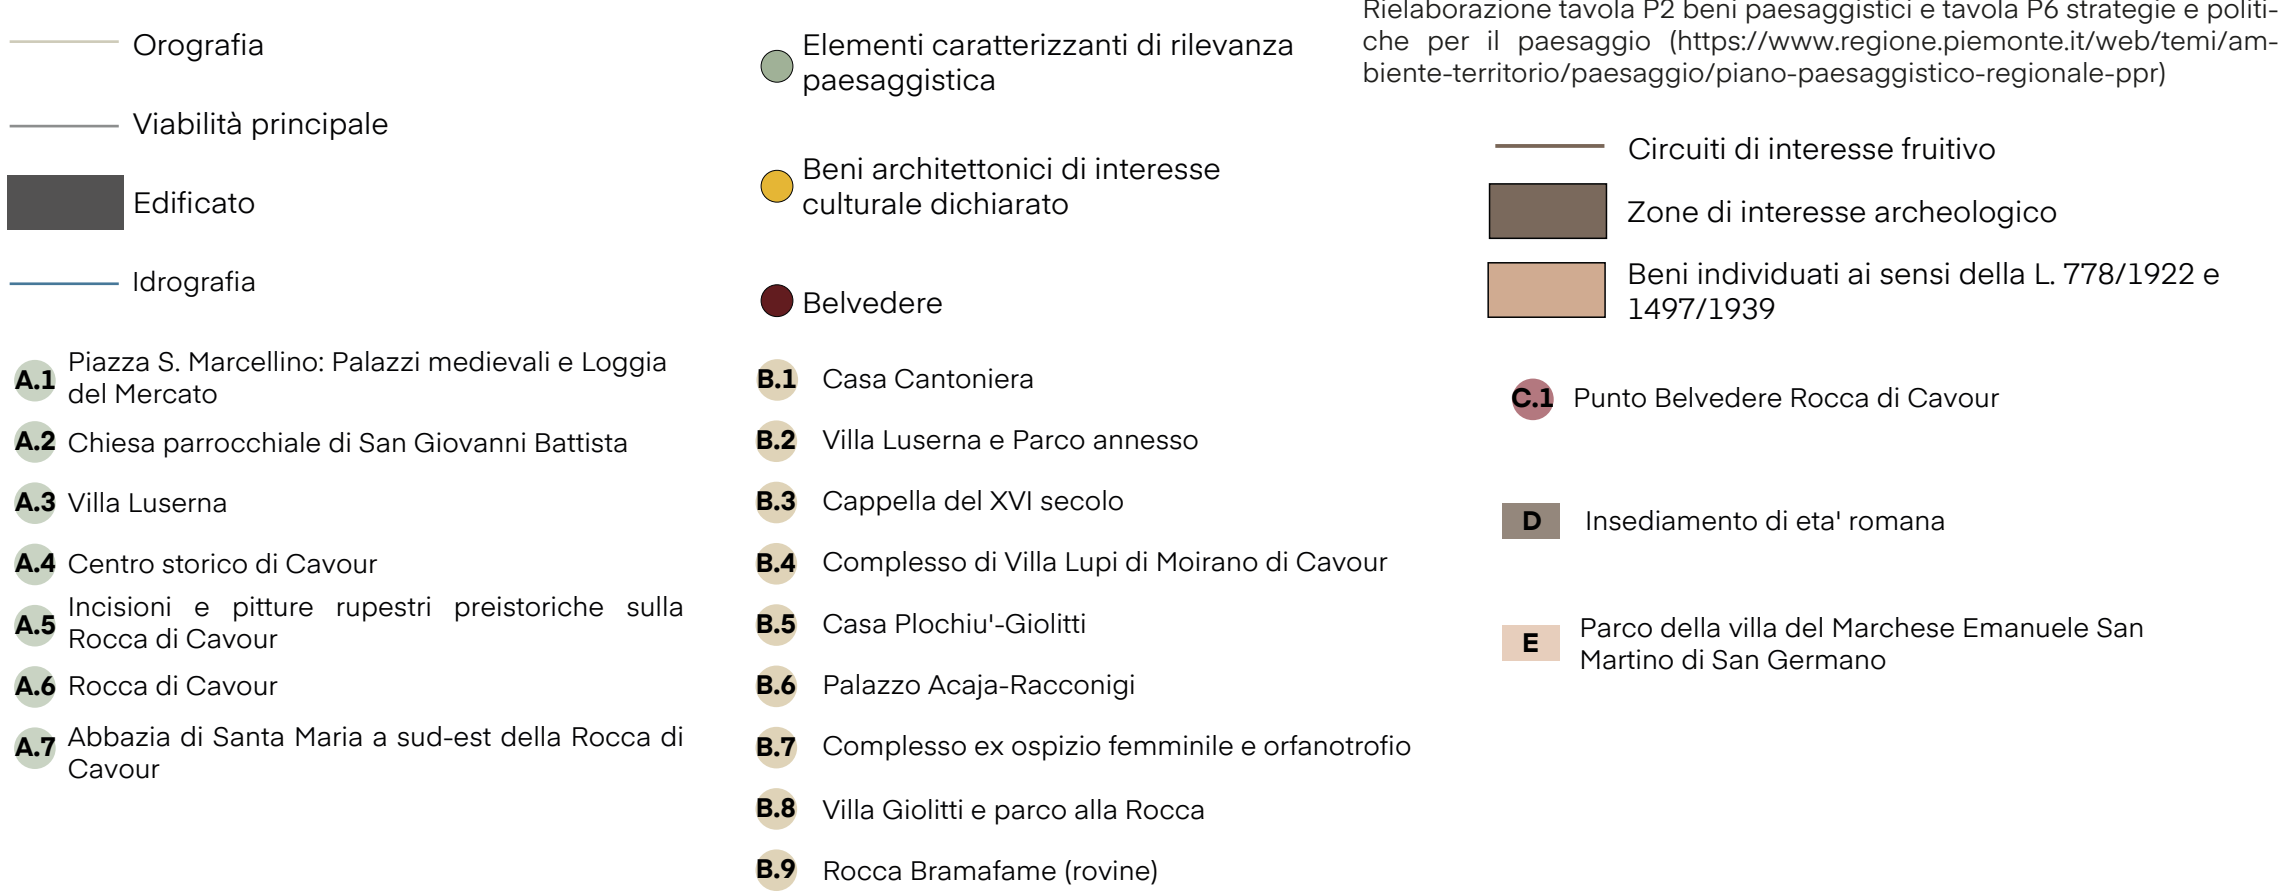 Orografia
Viabilità principale
Edificato
Idrografia
A.1 Piazza S. Marcellino: Palazzi medievali e Loggia
del Mercato
A.2 Chiesa parrocchiale di San Giovanni Battista
A.3 Villa Luserna
A.4 Centro storico di Cavour
A.5 Incisioni e pitture rupestri preistoriche sulla
Rocca di Cavour
A.6 Rocca di Cavour
A.7 Abbazia di Santa Maria a sud-est della Rocca di
Cavour
Elementi caratterizzanti di rilevanza
paesaggistica
Beni architettonici di interesse
culturale dichiarato
Belvedere
B.1 Casa Cantoniera
B.2 Villa Luserna e Parco annesso
B.3 Cappella del XVI secolo
B.4 Complesso di Villa Lupi di Moirano di Cavour
B.5 Casa Plochiu'-Giolitti
B.6 Palazzo Acaja-Racconigi
B.7 Complesso ex ospizio femminile e orfanotrofio
B.8 Villa Giolitti e parco alla Rocca
B.9 Rocca Bramafame (rovine)
Rielaborazione tavola P2 beni paesaggistici e tavola P6 strategie e politi-
che per il paesaggio (https://www.regione.piemonte.it/web/temi/am-
biente-territorio/paesaggio/piano-paesaggistico-regionale-ppr)
Circuiti di interesse fruitivo
Zone di interesse archeologico
Beni individuati ai sensi della L. 778/1922 e
1497/1939
C.1 Punto Belvedere Rocca di Cavour
D Insediamento di eta' romana
E Parco della villa del Marchese Emanuele San
Martino di San Germano